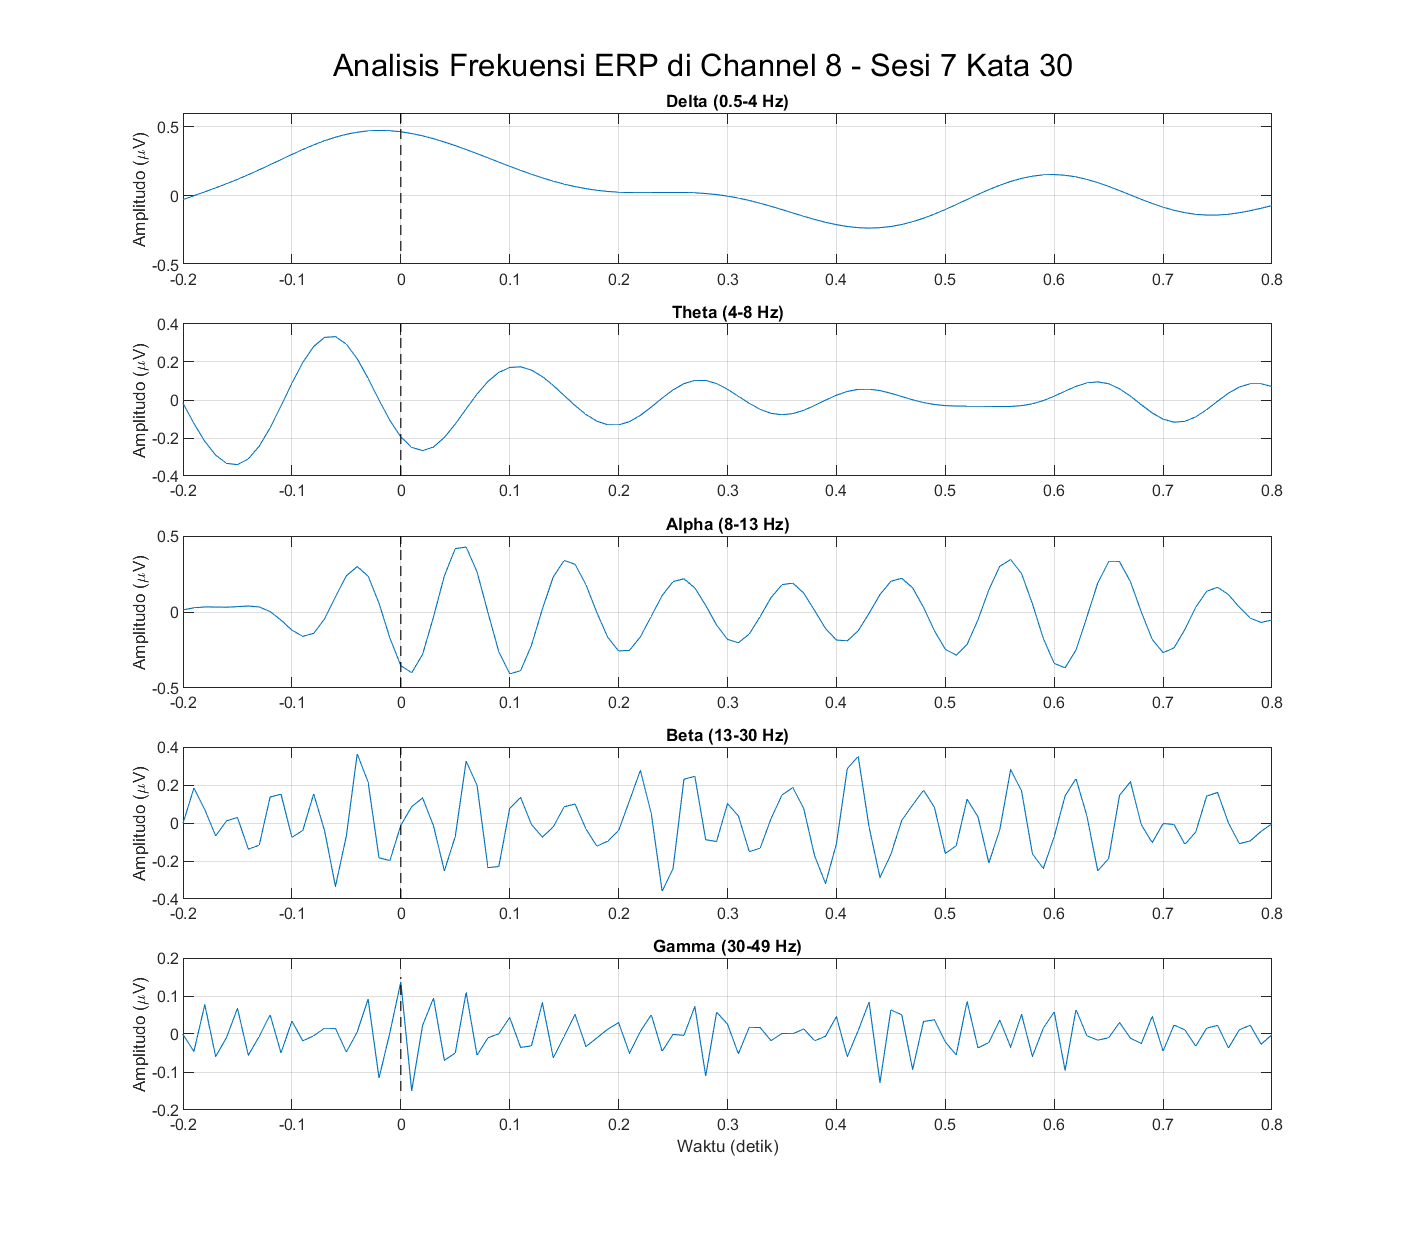 Analisis Frekuensi ERP di Channel 8 - Sesi 7 Kata 30
Delta (0.5-4 Hz)
Amplitudo (μV)
0.5
0
-0.5
-0.2 -0.1 0 0.1 0.2 0.3 0.4 0.5 0.6 0.7 0.8
Theta (4-8 Hz)
Amplitudo (μV)
0.4
0.2
0
-0.2
-0.4
-0.2 -0.1 0 0.1 0.2 0.3 0.4 0.5 0.6 0.7 0.8
Alpha (8-13 Hz)
Amplitudo (μV)
0.5
0
-0.5
-0.2 -0.1 0 0.1 0.2 0.3 0.4 0.5 0.6 0.7 0.8
Beta (13-30 Hz)
Amplitudo (μV)
0.4
0.2
0
-0.2
-0.4
-0.2 -0.1 0 0.1 0.2 0.3 0.4 0.5 0.6 0.7 0.8
Gamma (30-49 Hz)
Amplitudo (μV)
0.2
0.1
0
-0.1
-0.2
-0.2 -0.1 0 0.1 0.2 0.3 0.4 0.5 0.6 0.7 0.8
Waktu (detik)